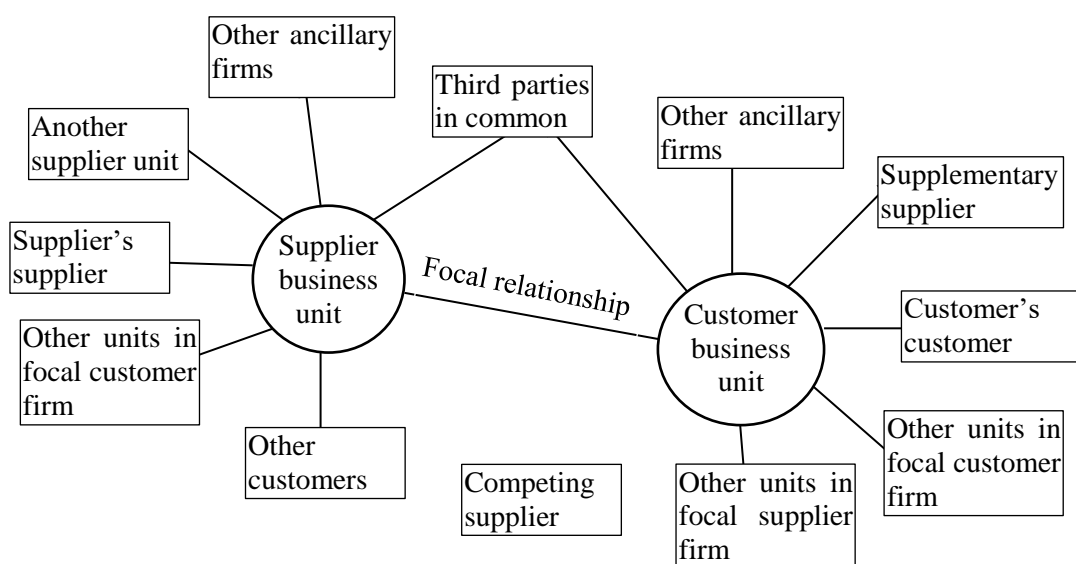 Other ancillary
firms
Third parties
in common
Other ancillary
firms
Another
supplier unit
Supplementary
supplier
Supplier's
supplier
Supplier
business
unit
Focal relationship
Customer
business
unit
Customer's
customer
Other units in
focal customer
firm
Other
customers
Competing
supplier
Other units in
focal supplier
firm
Other units in
focal customer
firm